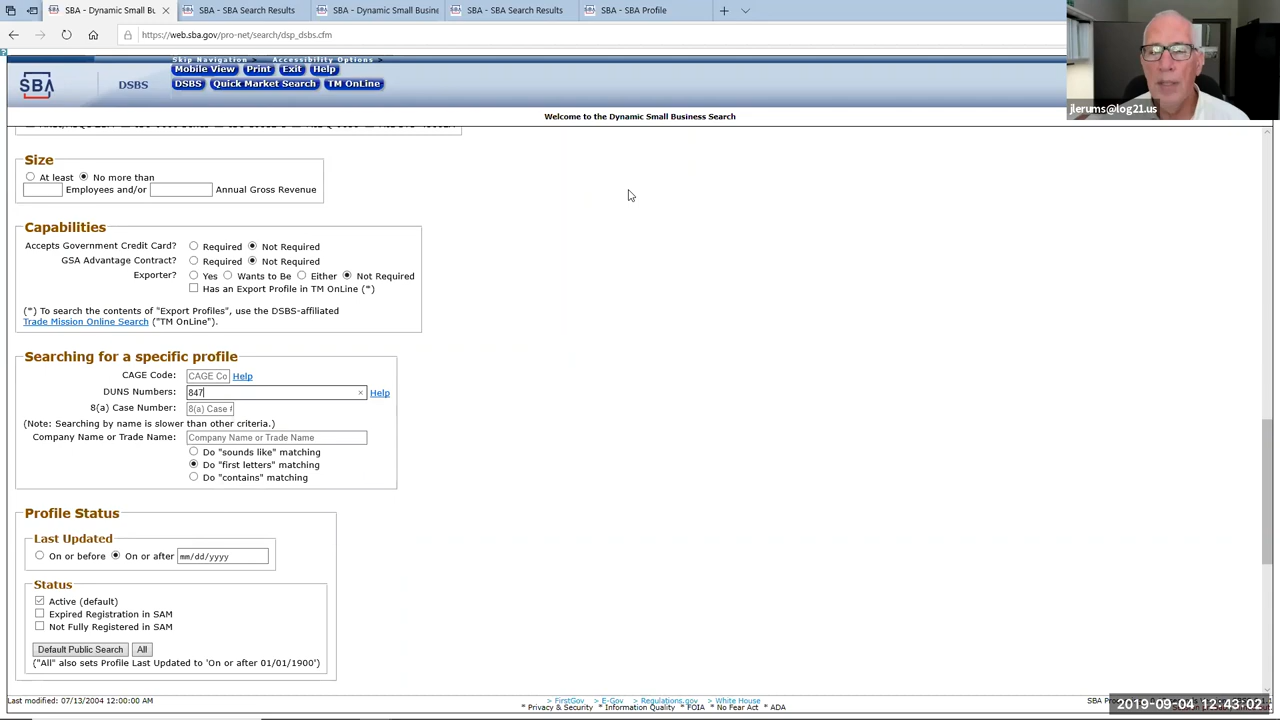 SBA - Dynamic Small Bu
SBA - SBA Search Results
SBA - Dynamic Small Busine
SBA - SBA Search Results
SBA - SBA Profile
https://web.sba.gov/pro-net/search/dsp_dsbs.cfm
Skip Navigation > Accessibility Options >
Mobile View Print Exit Help
SBA DSBS
DSBS Quick Market Search TM OnLine
jlerums@log21.us
Welcome to the Dynamic Small Business Search
Size
At least No more than
Employees and/or Annual Gross Revenue
Capabilities
Accepts Government Credit Card? Required Not Required
GSA Advantage Contract? Required Not Required
Exporter? Yes Wants to Be Either Not Required
Has an Export Profile in TM OnLine (*)
(*) To search the contents of "Export Profiles", use the DSBS-affiliated
Trade Mission Online Search ("TM OnLine").
Searching for a specific profile
CAGE Code: CAGE Co Help
DUNS Numbers: 847 Help
8(a) Case Number: 8(a) Case
(Note: Searching by name is slower than other criteria.)
Company Name or Trade Name: Company Name or Trade Name
Do "sounds like" matching
Do "first letters" matching
Do "contains" matching
Profile Status
Last Updated
On or before On or after mm/dd/yyyy
Status
Active (default)
Expired Registration in SAM
Not Fully Registered in SAM
Default Public Search All
("All" also sets Profile Last Updated to 'On or after 01/01/1900')
Last modified: 07/13/2004 12:00:00 AM
> FirstGov > E-Gov > Regulations.gov > White House
* Privacy & Security * Information Quality * FOIA * No Fear Act * ADA
2019-09-04 12:43:02